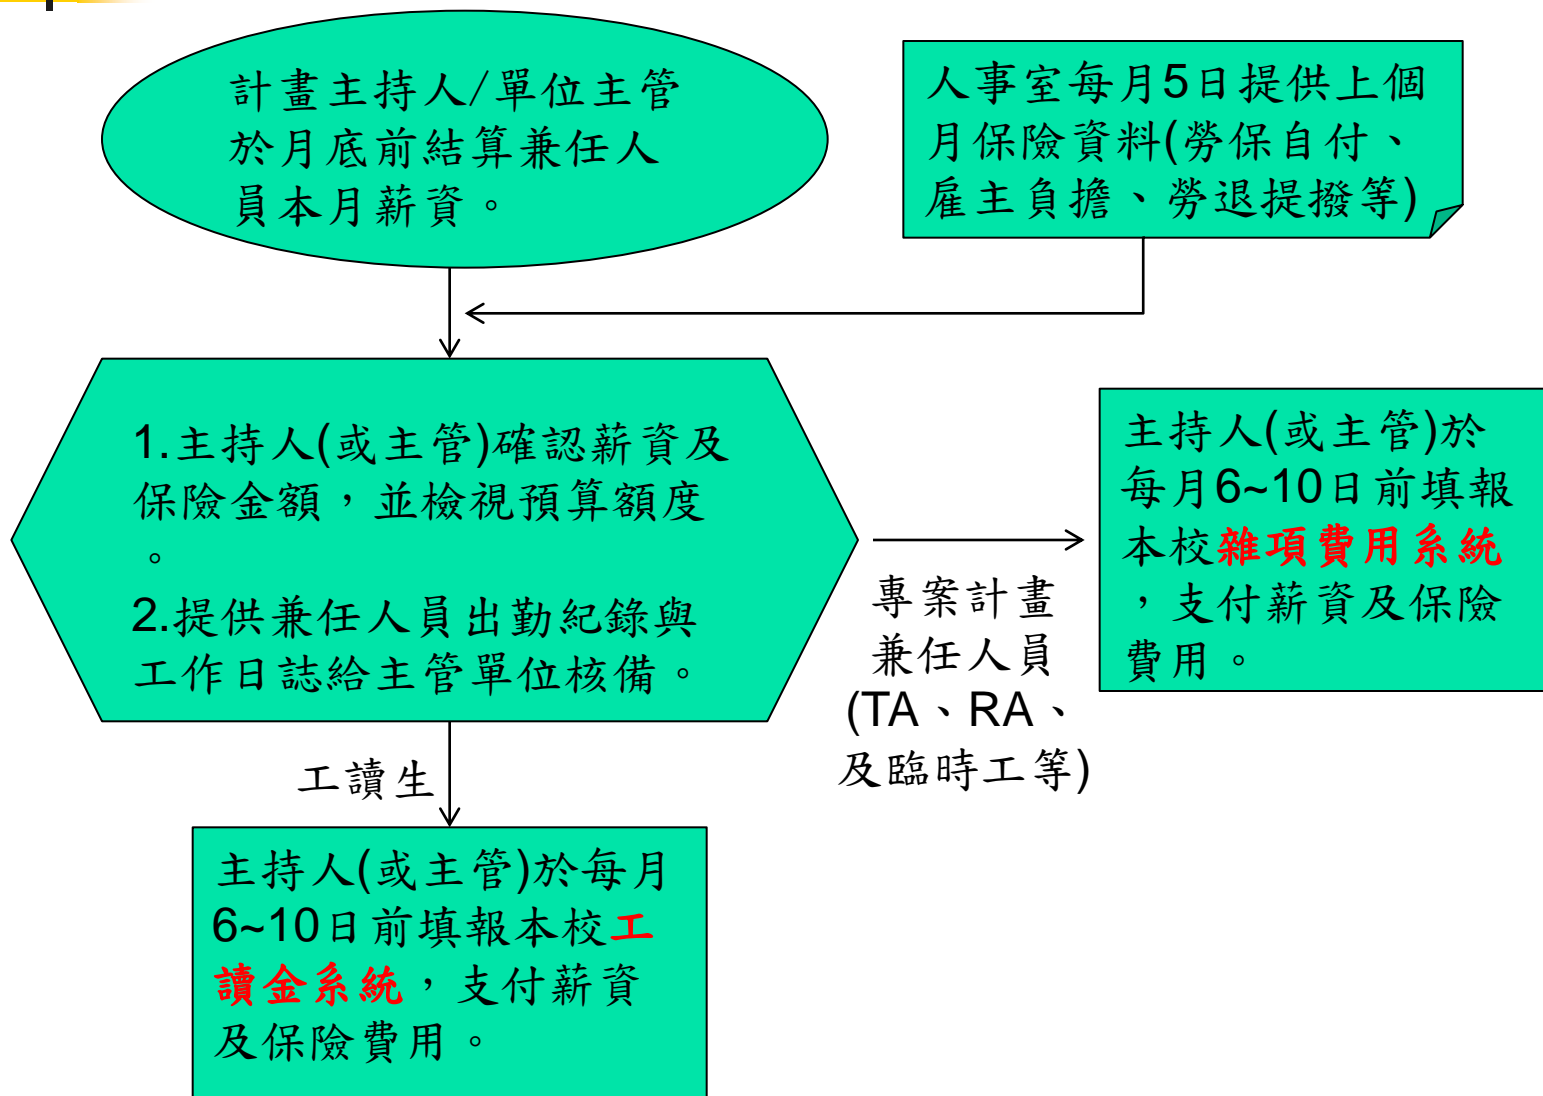 計畫主持人/單位主管
於月底前結算兼任人
員本月薪資。
人事室每月5日提供上個
月保險資料(勞保自付、
雇主負擔、勞退提撥等)
1.主持人(或主管)確認薪資及
保險金額，並檢視預算額度
。
2.提供兼任人員出勤紀錄與
工作日誌給主管單位核備。
專案計畫
兼任人員
(TA、RA、
及臨時工等)
主持人(或主管)於
每月6~10日前填報
本校雜項費用系統
，支付薪資及保險
費用。
工讀生
主持人(或主管)於每月
6~10日前填報本校工
讀金系統，支付薪資
及保險費用。